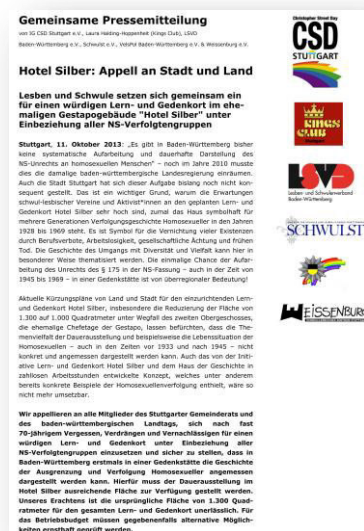 Gemeinsame Pressemitteilung
von IG CSD Stuttgart e.V., Laura Halding-Hoppenheit (Kings Club), LSVD
Baden-Württemberg e.V., Schwulst e.V., VelsPol Baden-Württemberg e.V. & Weissenburg e.V.
Hotel Silber: Appell an Stadt und Land
Lesben und Schwule setzen sich gemeinsam ein
für einen würdigen Lern- und Gedenkort im ehe-
maligen Gestapogebäude "Hotel Silber" unter
Einbeziehung aller NS-Verfolgtengruppen
Stuttgart, 11. Oktober 2013: „Es gibt in Baden-Württemberg bisher
keine systematische Aufarbeitung und dauerhafte Darstellung des
NS-Unrechts an homosexuellen Menschen" – noch im Jahre 2010 musste
dies die damalige baden-württembergische Landesregierung einräumen.
Auch die Stadt Stuttgart hat sich dieser Aufgabe bislang noch nicht kon-
sequent gestellt. Das ist ein wichtiger Grund, warum die Erwartungen
schwul-lesbischer Vereine und Aktivist*innen an den geplanten Lern- und
Gedenkort Hotel Silber sehr hoch sind, zumal das Haus symbolhaft für
mehrere Generationen Verfolgungsgeschichte Homosexueller in den Jahren
1928 bis 1969 steht. Es ist Symbol für die Vernichtung vieler Existenzen
durch Berufsverbote, Arbeitslosigkeit, gesellschaftliche Ächtung und frühen
Tod. Die Geschichte des Umgangs mit Diversität und Vielfalt kann hier in
besonderer Weise thematisiert werden. Die einmalige Chance der Aufar-
beitung des Unrechts des § 175 in der NS-Fassung – auch in der Zeit von
1945 bis 1969 – in einer Gedenkstätte ist von überregionaler Bedeutung!
Aktuelle Kürzungspläne von Land und Stadt für den einzurichtenden Lern-
und Gedenkort Hotel Silber, insbesondere die Reduzierung der Fläche von
1.300 auf 1.000 Quadratmeter unter Wegfall des zweiten Obergeschosses,
die ehemalige Chefetage der Gestapo, lassen befürchten, dass die The-
menvielfalt der Dauerausstellung und beispielsweise die Lebenssituation der
Homosexuellen – auch in den Zeiten vor 1933 und nach 1945 – nicht
konkret und angemessen dargestellt werden kann. Auch das von der Initi-
ative Lern- und Gedenkort Hotel Silber und dem Haus der Geschichte in
zahllosen Arbeitsstunden entwickelte Konzept, welches unter anderem
bereits konkrete Beispiele der Homosexuellenverfolgung enthielt, wäre so
nicht mehr umsetzbar.
Wir appellieren an alle Mitglieder des Stuttgarter Gemeinderats und
des baden-württembergischen Landtags, sich nach fast
70-jährigem Vergessen, Verdrängen und Vernachlässigen für einen
würdigen Lern- und Gedenkort unter Einbeziehung aller
NS-Verfolgtengruppen einzusetzen und sicher zu stellen, dass in
Baden-Württemberg erstmals in einer Gedenkstätte die Geschichte
der Ausgrenzung und Verfolgung Homosexueller angemessen
dargestellt werden kann. Hierfür muss der Dauerausstellung im
Hotel Silber ausreichende Fläche zur Verfügung gestellt werden.
Unseres Erachtens ist die ursprüngliche Fläche von 1.300 Quad-
ratmeter für den gesamten Lern- und Gedenkort unerlässlich. Für
das Betriebsbudget müssen gegebenenfalls alternative Möglich-
keiten ernsthaft geprüft werden.
Christopher Street Day
CSD
STUTTGART
KINGS
CLUB
LSVD
Lesben- und Schwulenverband
Baden-Württemberg
SCHWULST
WEISSENBURG